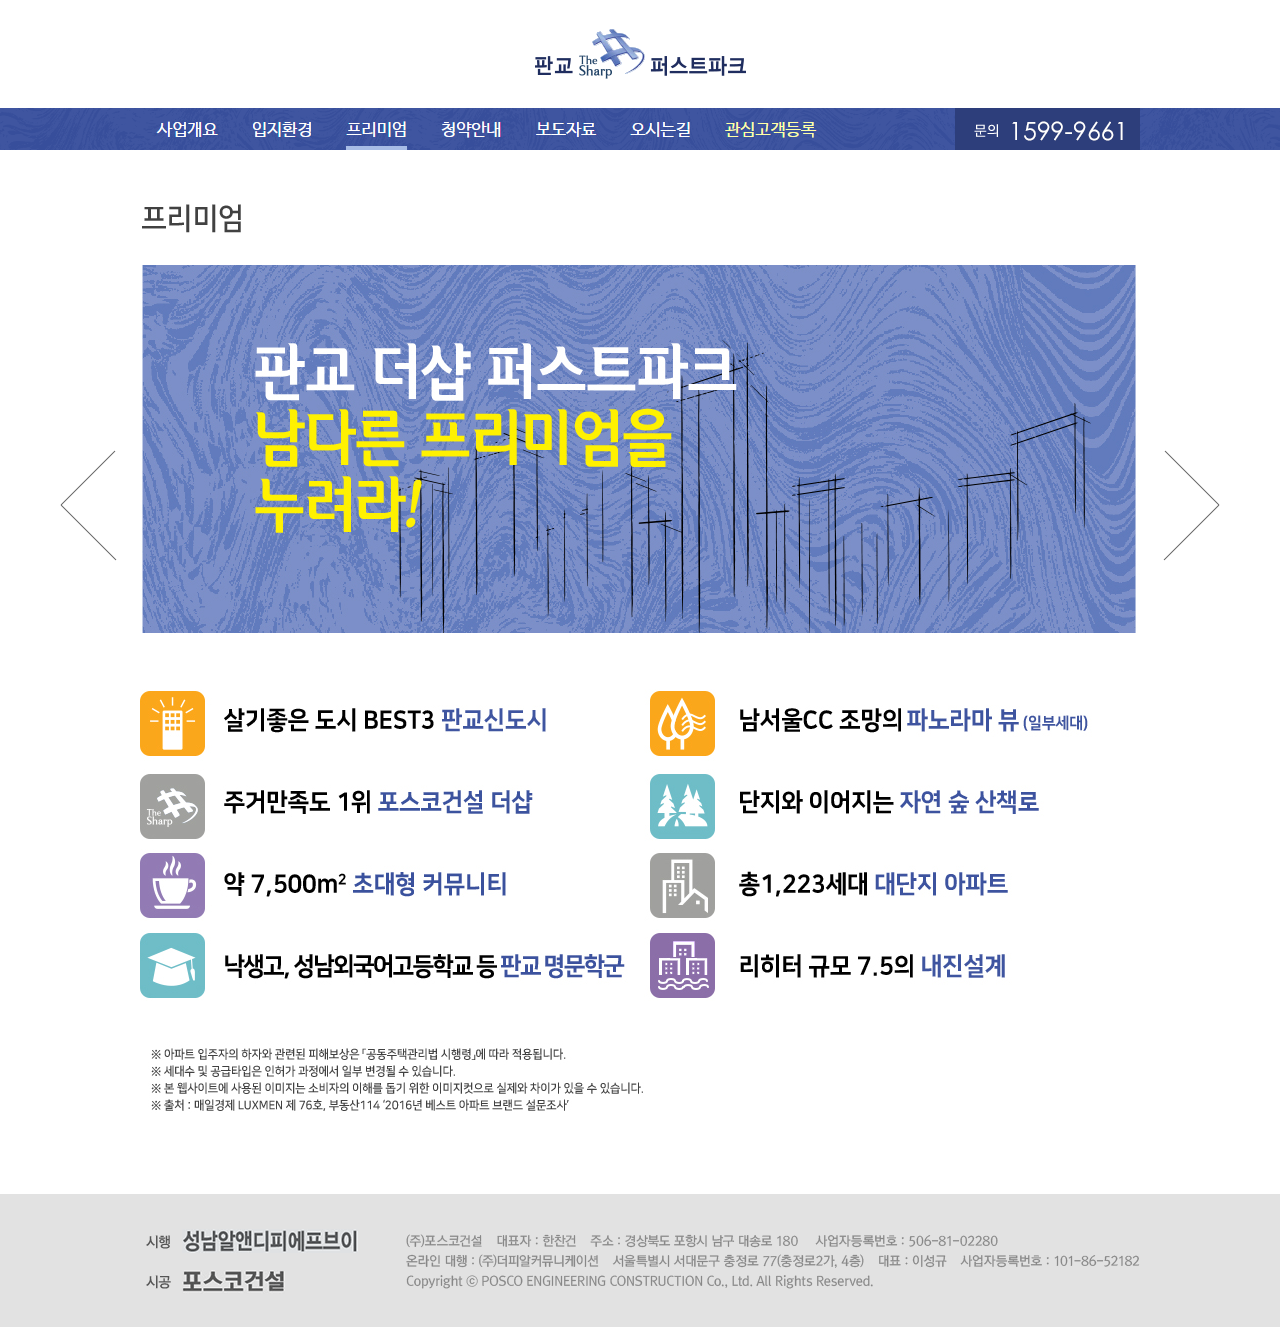 판교 The Sharp 퍼스트파크
사업개요 입지환경 프리미엄 청약안내 보도자료 오시는길 관심고객등록 문의 1599-9661
프리미엄
판교 더샵 퍼스트파크
남다른 프리미엄을
누려라!
살기좋은 도시 BEST3 판교신도시
남서울CC 조망의 파노라마 뷰 (일부세대)
The Sharp
주거만족도 1위 포스코건설 더샵
단지와 이어지는 자연 숲 산책로
약 7,500m² 초대형 커뮤니티
총1,223세대 대단지 아파트
낙생고, 성남외국어고등학교 등 판교 명문학군
리히터 규모 7.5의 내진설계
※ 아파트 입주자의 하자와 관련된 피해보상은 「공동주택관리법 시행령」에 따라 적용됩니다.
※ 세대수 및 공급타입은 인허가 과정에서 일부 변경될 수 있습니다.
※ 본 웹사이트에 사용된 이미지는 소비자의 이해를 돕기 위한 이미지컷으로 실제와 차이가 있을 수 있습니다.
※ 출처 : 매일경제 LUXMEN 제 76호, 부동산114 '2016년 베스트 아파트 브랜드 설문조사'
시행 성남알앤디피에프브이
시공 포스코건설
(주)포스코건설 대표자 : 한찬건 주소 : 경상북도 포항시 남구 대송로 180 사업자등록번호 : 506-81-02280
온라인 대행 : (주)더피알커뮤니케이션 서울특별시 서대문구 충정로 77(충정로2가, 4층) 대표 : 이성규 사업자등록번호 : 101-86-52182
Copyright ⓒ POSCO ENGINEERING CONSTRUCTION Co., Ltd. All Rights Reserved.